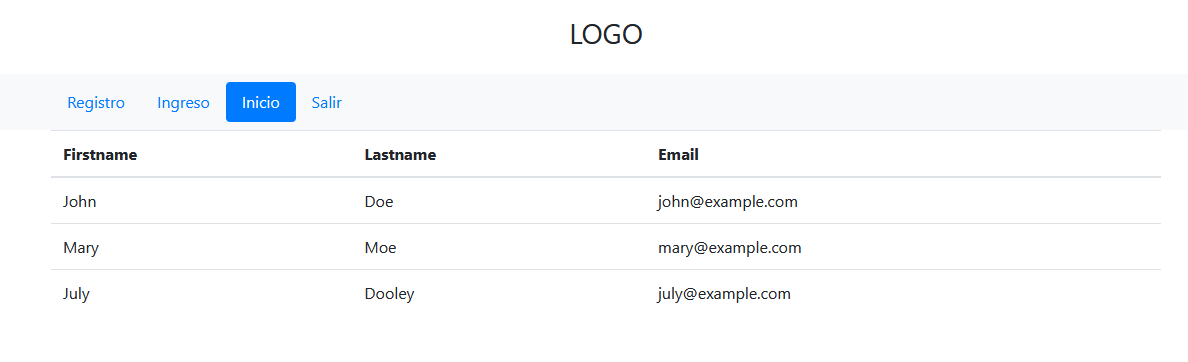 LOGO
Registro Ingreso Inicio Salir
Firstname Lastname Email
John Doe john@example.com
Mary Moe mary@example.com
July Dooley july@example.com